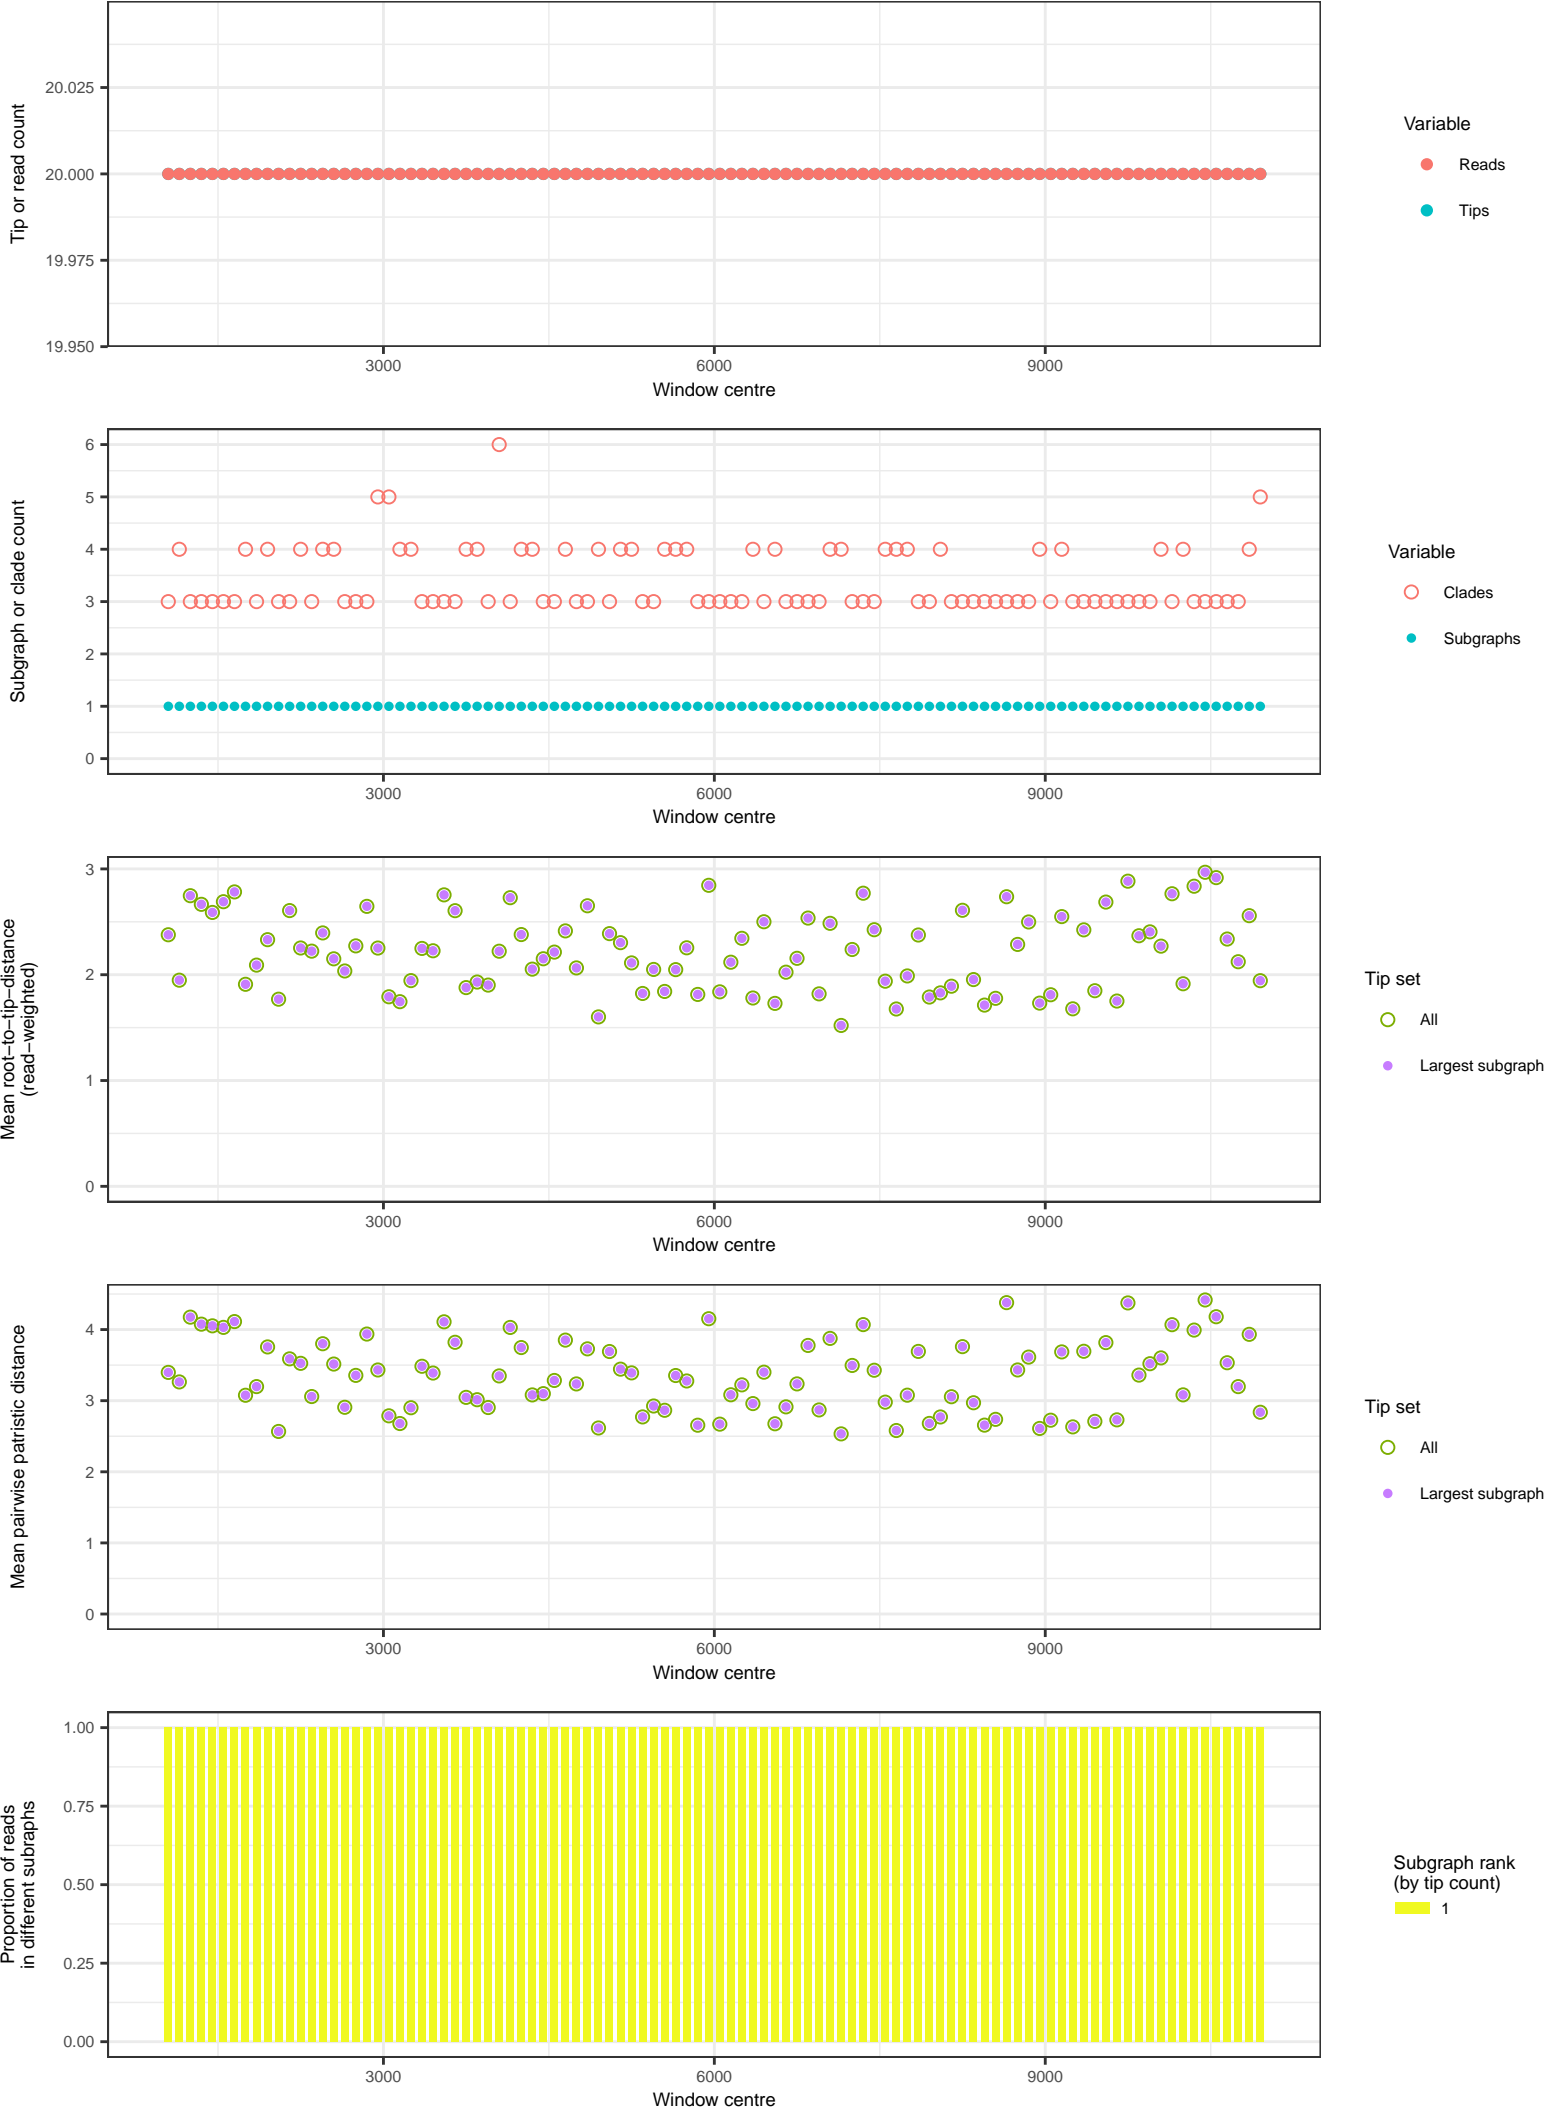 20.025
20.000
19.975
19.950
Tip or read count
3000 6000 9000
Window centre
Variable
Reads
Tips
6
5
4
3
2
1
0
Subgraph or clade count
3000 6000 9000
Window centre
Variable
Clades
Subgraphs
3
2
1
0
Mean root−to−tip−distance
(read−weighted)
3000 6000 9000
Window centre
Tip set
All
Largest subgraph
4
3
2
1
0
Mean pairwise patristic distance
3000 6000 9000
Window centre
Tip set
All
Largest subgraph
1.00
0.75
0.50
0.25
0.00
Proportion of reads
in different subraphs
3000 6000 9000
Window centre
Subgraph rank
(by tip count)
1